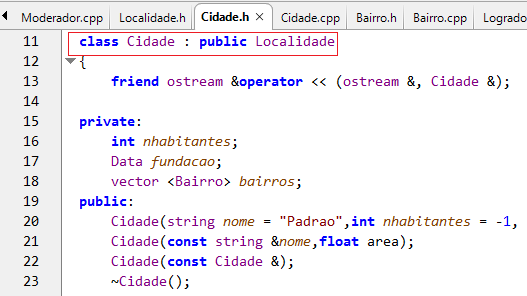 Moderador.cpp Localidade.h Cidade.h × Cidade.cpp Bairro.h Bairro.cpp Lograd
11 class Cidade : public Localidade
12 {
13 friend ostream &operator << (ostream &, Cidade &);
14
15 private:
16 int nhabitantes;
17 Data fundacao;
18 vector <Bairro> bairros;
19 public:
20 Cidade(string nome = "Padrao",int nhabitantes = -1,
21 Cidade(const string &nome,float area);
22 Cidade(const Cidade &);
23 ~Cidade();